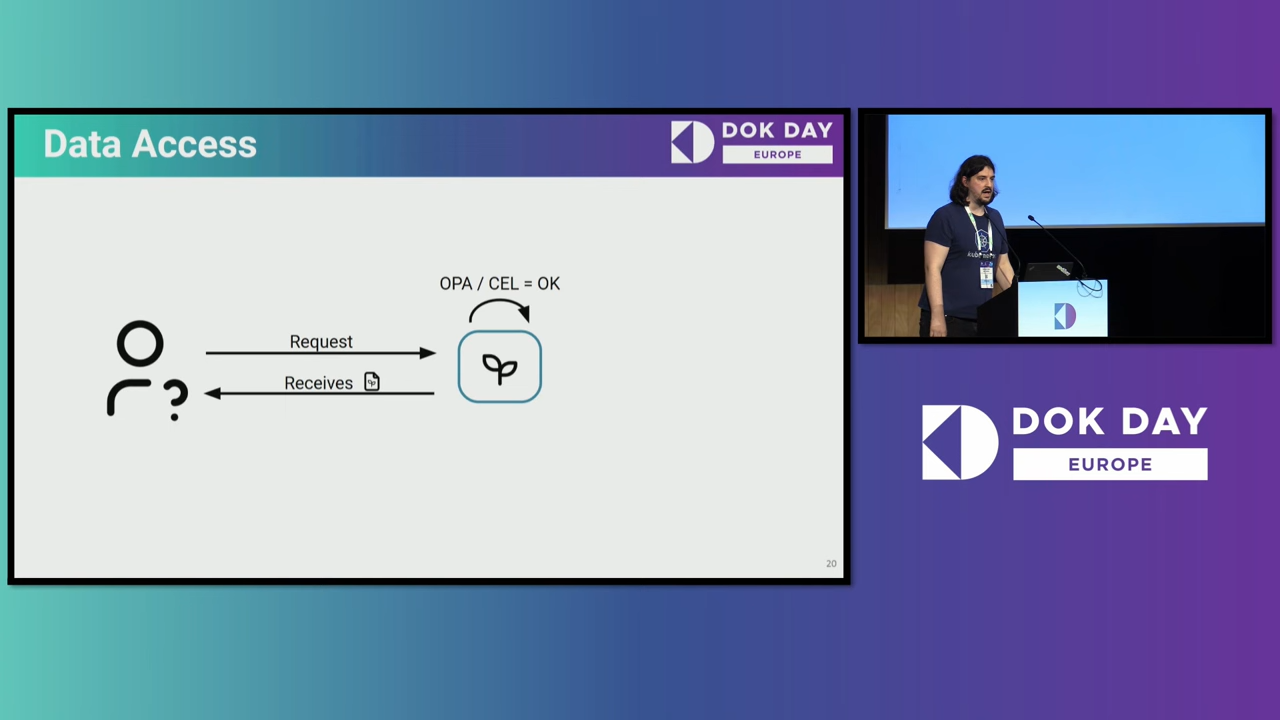 Data Access
DOK DAY
EUROPE
OPA / CEL = OK
Request
Receives
20
DOK DAY
EUROPE